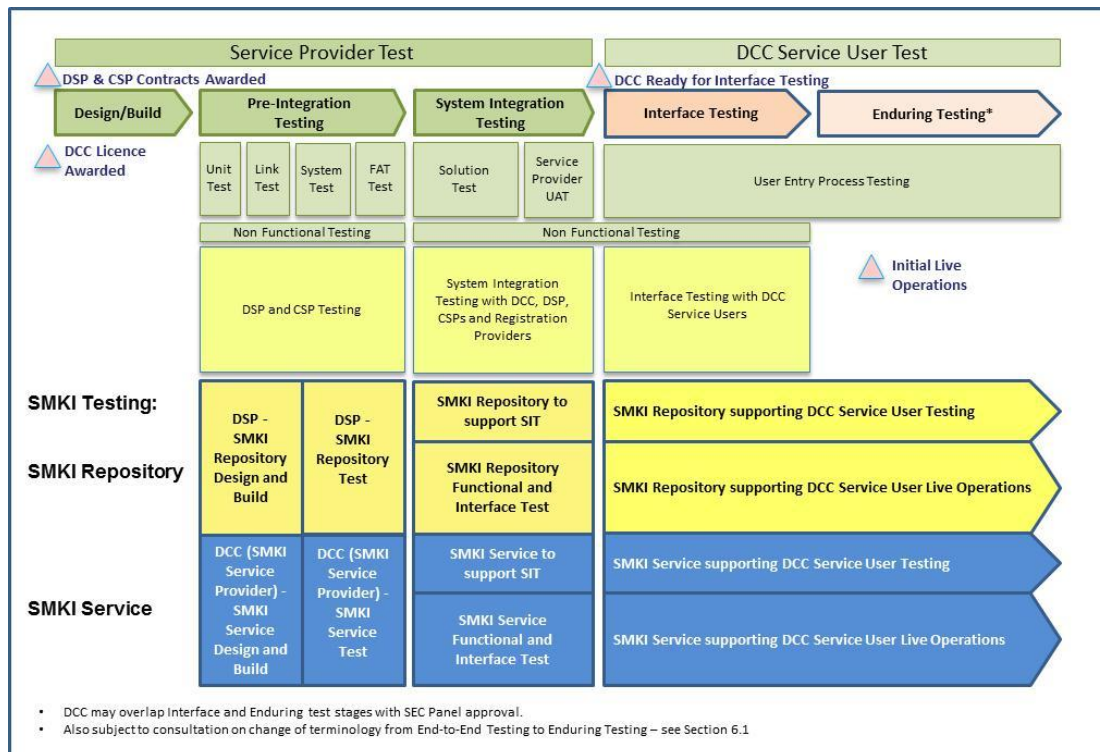 Service Provider Test
DCC Service User Test
DSP & CSP Contracts Awarded
DCC Ready for Interface Testing
Design/Build
Pre-Integration
Testing
System Integration
Testing
Interface Testing
Enduring Testing*
DCC Licence
Awarded
Unit
Test
Link
Test
System
Test
FAT
Test
Solution
Test
Service
Provider
UAT
User Entry Process Testing
Non Functional Testing
Non Functional Testing
DSP and CSP Testing
System Integration
Testing with DCC, DSP,
CSPs and Registration
Providers
Interface Testing with DCC
Service Users
Initial Live
Operations
SMKI Testing:
SMKI Repository
DSP -
SMKI
Repository
Design and
Build
DSP -
SMKI
Repository
Test
SMKI Repository to
support SIT
SMKI Repository supporting DCC Service User Testing
SMKI Repository
Functional and
Interface Test
SMKI Repository supporting DCC Service User Live Operations
SMKI Service
DCC (SMKI
Service
Provider) -
SMKI
Service
Design and
Build
DCC (SMKI
Service
Provider) -
SMKI
Service
Test
SMKI Service to
support SIT
SMKI Service supporting DCC Service User Testing
SMKI Service
Functional and
Interface Test
SMKI Service supporting DCC Service User Live Operations
• DCC may overlap Interface and Enduring test stages with SEC Panel approval.
• Also subject to consultation on change of terminology from End-to-End Testing to Enduring Testing – see Section 6.1